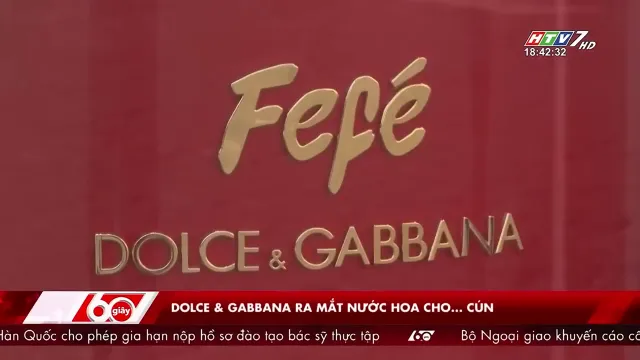 HTV7 HD
18:42:32
Fefé
DOLCE & GABBANA
60 giây
DOLCE & GABBANA RA MẮT NƯỚC HOA CHO... CÚN
Hàn Quốc cho phép gia hạn nộp hồ sơ đào tạo bác sỹ thực tập 60 Bộ Ngoại giao khuyến cáo